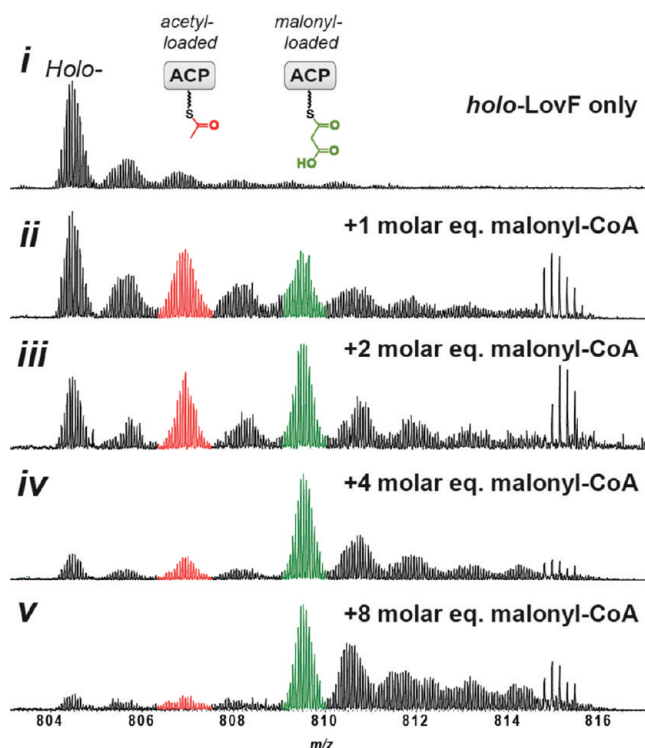 i
Holo-
acetyl-
loaded
ACP
S
O
malonyl-
loaded
ACP
S
O
HO
O
holo-LovF only
ii
+1 molar eq. malonyl-CoA
iii
+2 molar eq. malonyl-CoA
iv
+4 molar eq. malonyl-CoA
v
+8 molar eq. malonyl-CoA
804 806 808 810 812 814 816
m/z